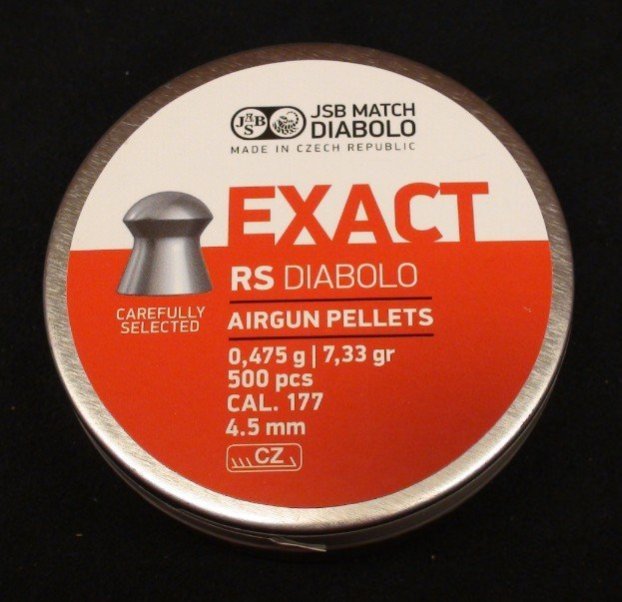 JSB
JSB MATCH
DIABOLO
MADE IN CZECH REPUBLIC
EXACT
RS DIABOLO
CAREFULLY
SELECTED
AIRGUN PELLETS
0,475 g | 7,33 gr
500 pcs
CAL. 177
4.5 mm
CZ